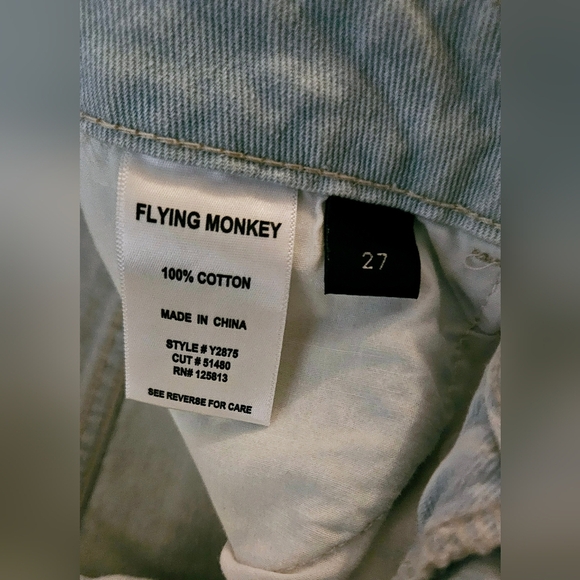 FLYING MONKEY
100% COTTON
MADE IN CHINA
STYLE # Y2875
CUT # 51480
RN# 125813
SEE REVERSE FOR CARE
27